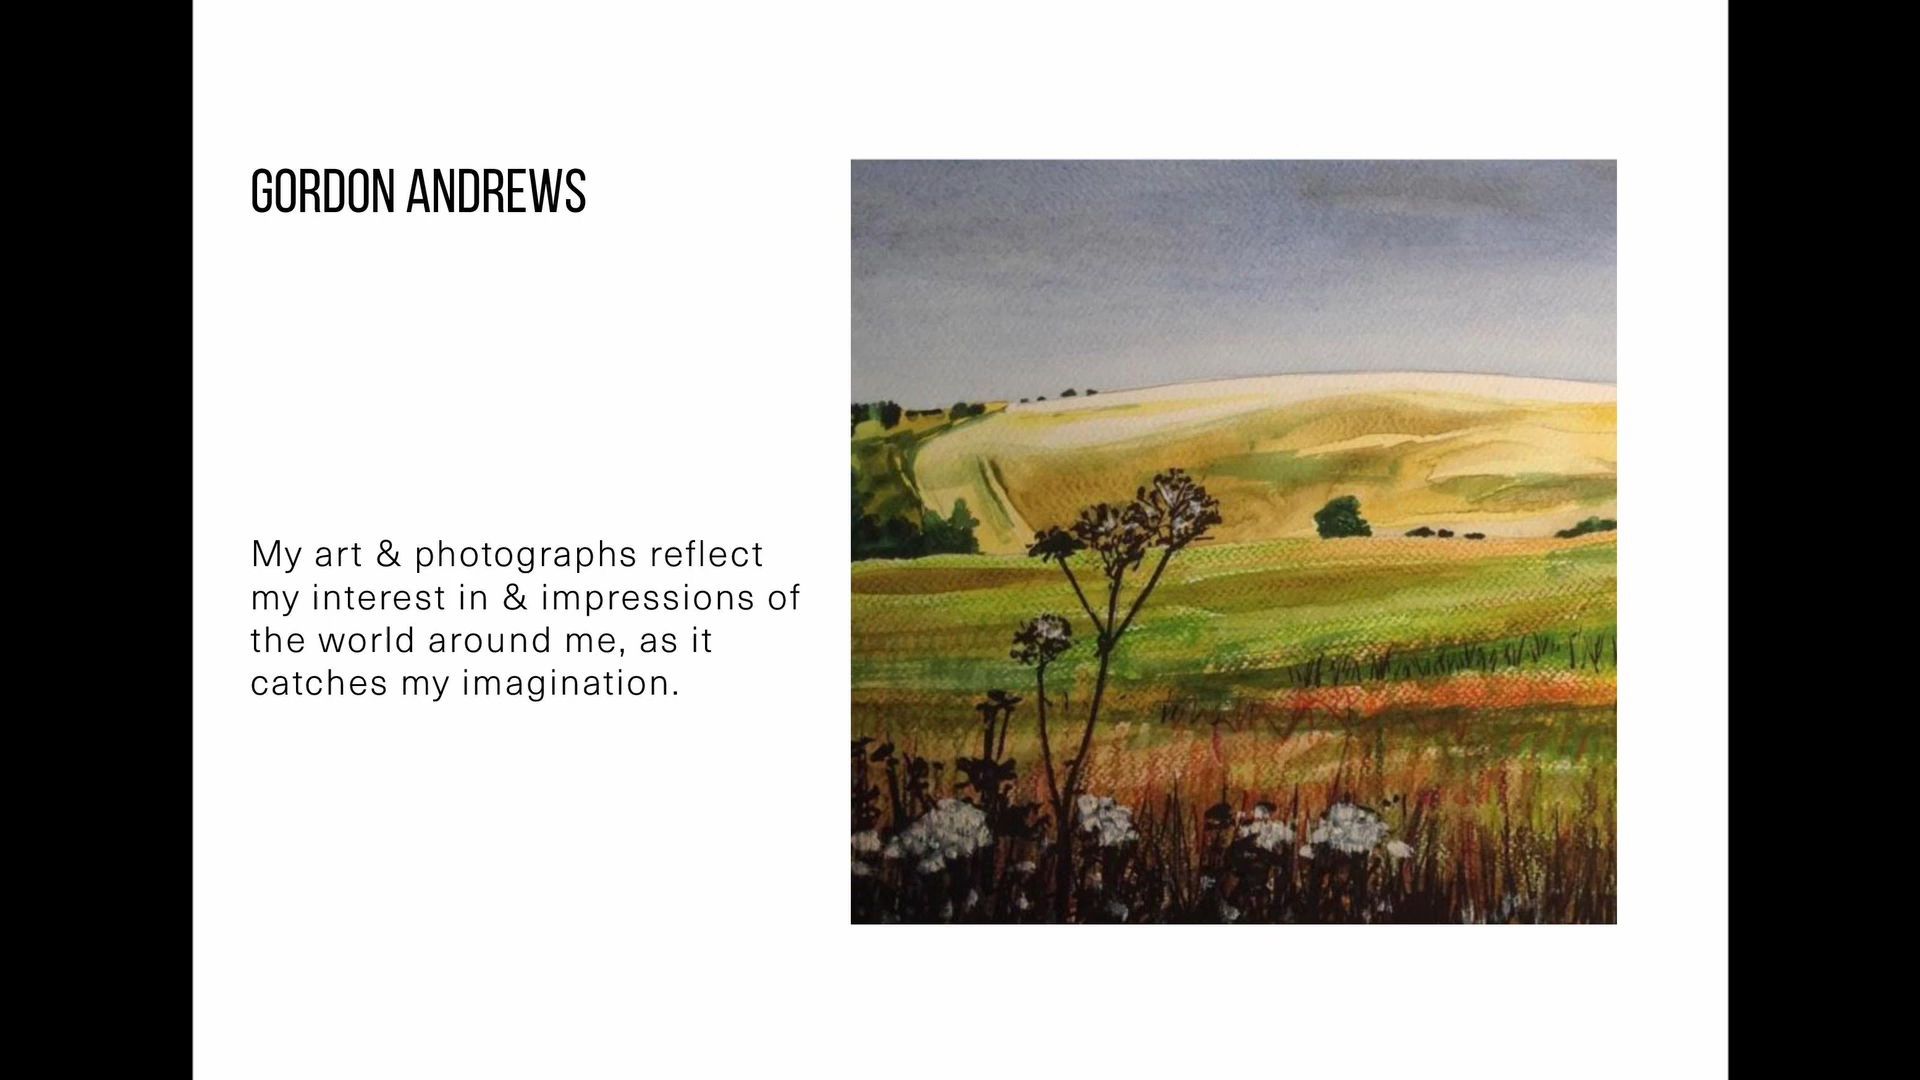 GORDON ANDREWS
My art & photographs reflect
my interest in & impressions of
the world around me, as it
catches my imagination.